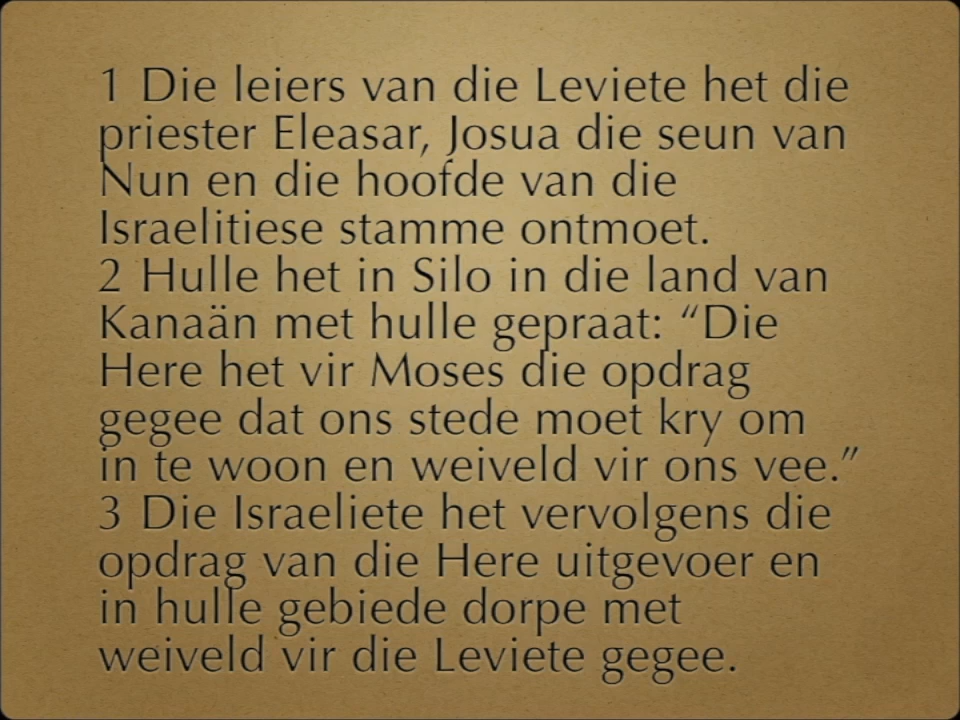 1 Die leiers van die Leviete het die
priester Eleasar, Josua die seun van
Nun en die hoofde van die
Israelitiese stamme ontmoet.
2 Hulle het in Silo in die land van
Kanaän met hulle gepraat: “Die
Here het vir Moses die opdrag
gegee dat ons stede moet kry om
in te woon en weiveld vir ons vee.”
3 Die Israeliete het vervolgens die
opdrag van die Here uitgevoer en
in hulle gebiede dorpe met
weiveld vir die Leviete gegee.